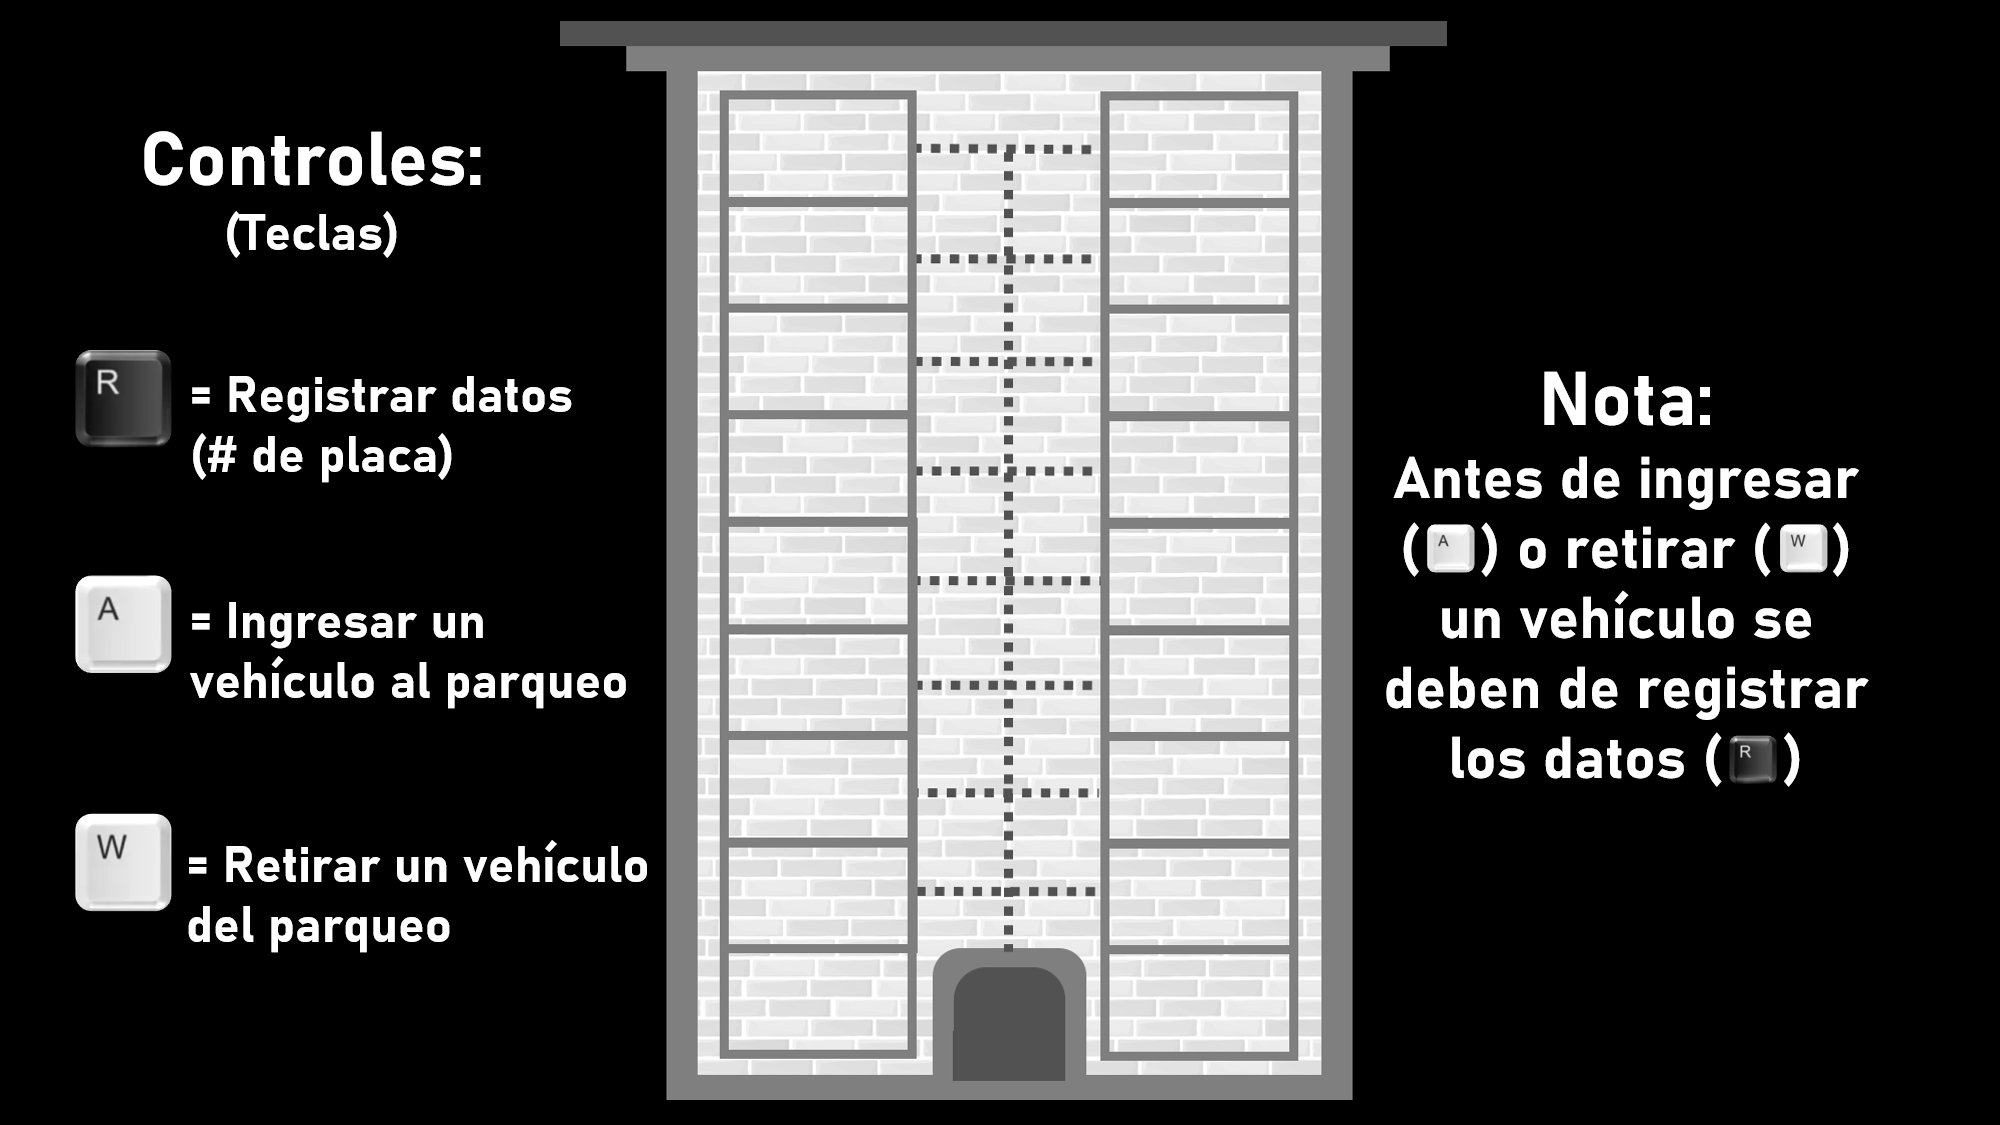 Controles:
(Teclas)
R
= Registrar datos
(# de placa)
A
= Ingresar un
vehículo al parqueo
W
= Retirar un vehículo
del parqueo
Nota:
Antes de ingresar
(A) o retirar (W)
un vehículo se
deben de registrar
los datos (R)